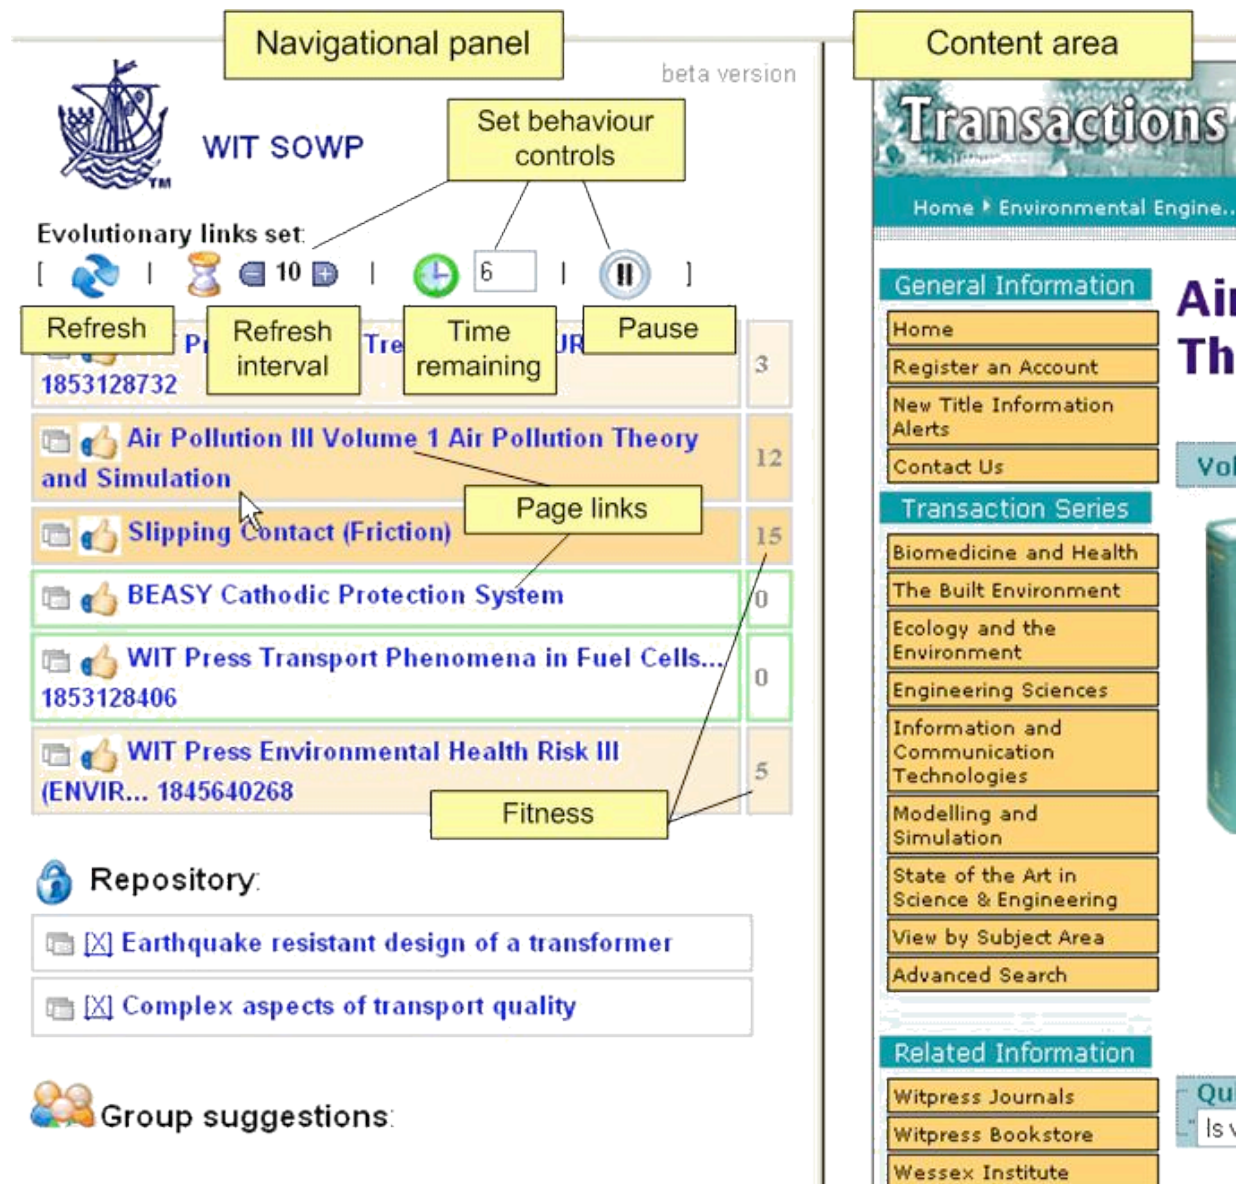 Navigational panel
beta version
Set behaviour
controls
WIT SOWP
TM
Evolutionary links set:
[ | 10 | 6 | ]
Refresh
Refresh
interval
Time
remaining
Pause
1853128732
3
Air Pollution III Volume 1 Air Pollution Theory
and Simulation
12
Page links
Slipping Contact (Friction)
15
BEASY Cathodic Protection System
0
WIT Press Transport Phenomena in Fuel Cells...
1853128406
0
WIT Press Environmental Health Risk III
(ENVIR... 1845640268
5
Fitness
Repository:
[X] Earthquake resistant design of a transformer
[X] Complex aspects of transport quality
Group suggestions:
Content area
Transactions
Home Environmental Engine...
General Information
Home
Register an Account
New Title Information
Alerts
Contact Us
Transaction Series
Biomedicine and Health
The Built Environment
Ecology and the
Environment
Engineering Sciences
Information and
Communication
Technologies
Modelling and
Simulation
State of the Art in
Science & Engineering
View by Subject Area
Advanced Search
Related Information
Witpress Journals
Witpress Bookstore
Wessex Institute